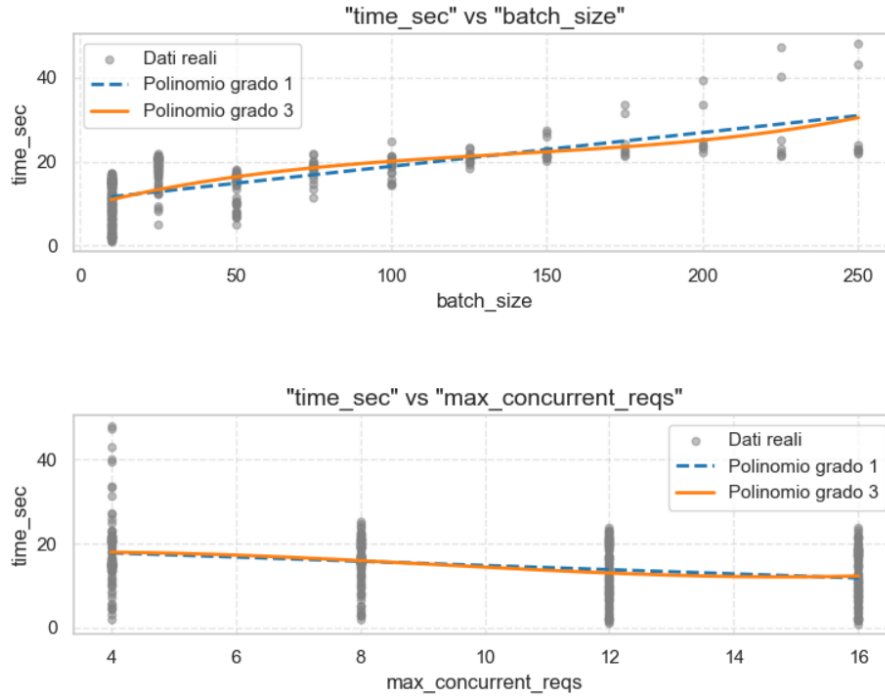 "time_sec" vs "batch_size"
Dati reali
Polinomio grado 1
Polinomio grado 3
time_sec
40
20
0
0 50 100 150 200 250
batch_size
"time_sec" vs "max_concurrent_reqs"
Dati reali
Polinomio grado 1
Polinomio grado 3
time_sec
40
20
0
4 6 8 10 12 14 16
max_concurrent_reqs